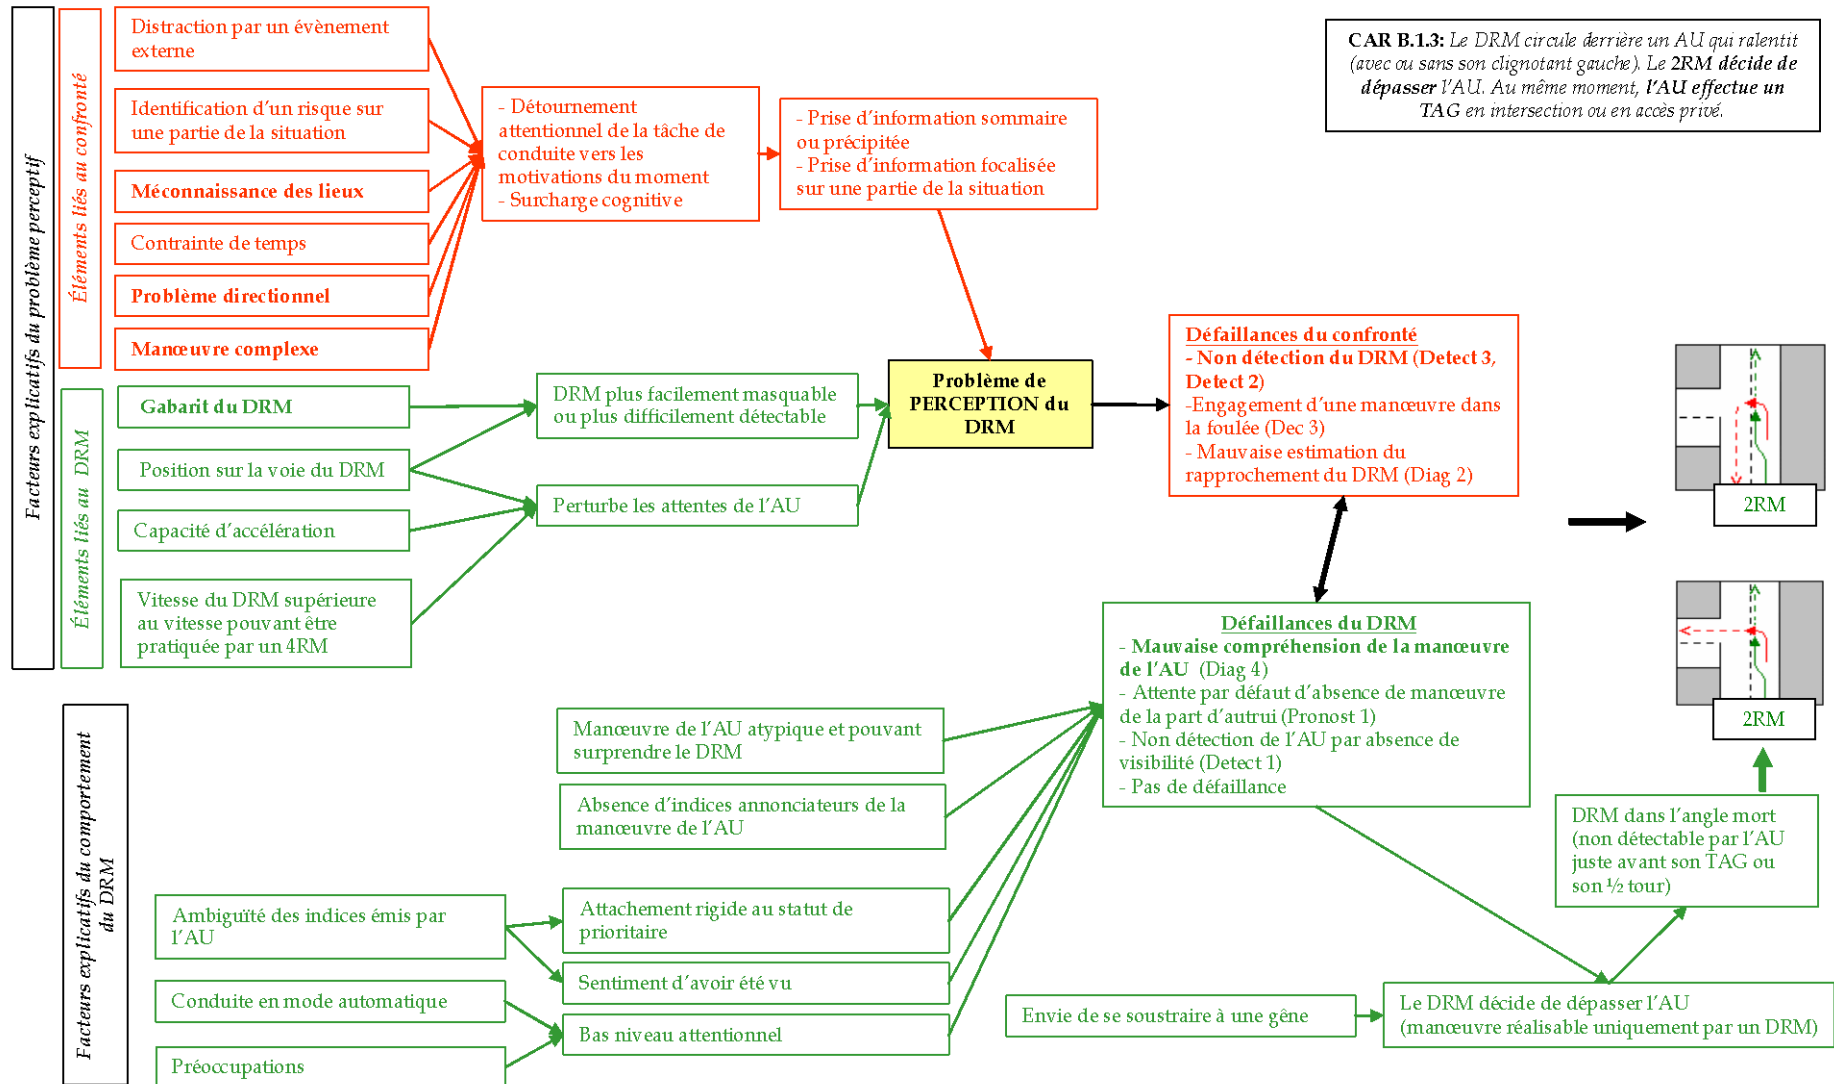 Facteurs explicatifs du problème perceptif
Éléments liés au confronté
Distraction par un évènement
externe
Identification d'un risque sur
une partie de la situation
Méconnaissance des lieux
Contrainte de temps
Problème directionnel
Manœuvre complexe
- Détournement
attentionnel de la tâche de
conduite vers les
motivations du moment
- Surcharge cognitive
- Prise d'information sommaire
ou précipitée
- Prise d'information focalisée
sur une partie de la situation
CAR B.1.3: Le DRM circule derrière un AU qui ralentit
(avec ou sans son clignotant gauche). Le 2RM décide de
dépasser l'AU. Au même moment, l'AU effectue un
TAG en intersection ou en accès privé.
Éléments liés au DRM
Gabarit du DRM
Position sur la voie du DRM
Capacité d'accélération
Vitesse du DRM supérieure
au vitesse pouvant être
pratiquée par un 4RM
DRM plus facilement masquable
ou plus difficilement détectable
Perturbe les attentes de l'AU
Problème de
PERCEPTION du
DRM
Défaillances du confronté
- Non détection du DRM (Detect 3,
Detect 2)
-Engagement d'une manœuvre dans
la foulée (Dec 3)
- Mauvaise estimation du
rapprochement du DRM (Diag 2)
2RM
2RM
Défaillances du DRM
- Mauvaise compréhension de la manœuvre
de l'AU (Diag 4)
- Attente par défaut d'absence de manœuvre
de la part d'autrui (Pronost 1)
- Non détection de l'AU par absence de
visibilité (Detect 1)
- Pas de défaillance
Facteurs explicatifs du comportement
du DRM
Manœuvre de l'AU atypique et pouvant
surprendre le DRM
Absence d'indices annonciateurs de la
manœuvre de l'AU
Ambiguïté des indices émis par
l'AU
Attachement rigide au statut de
prioritaire
Sentiment d'avoir été vu
Conduite en mode automatique
Bas niveau attentionnel
Préoccupations
Envie de se soustraire à une gêne
Le DRM décide de dépasser l'AU
(manœuvre réalisable uniquement par un DRM)
DRM dans l'angle mort
(non détectable par l'AU
juste avant son TAG ou
son ½ tour)